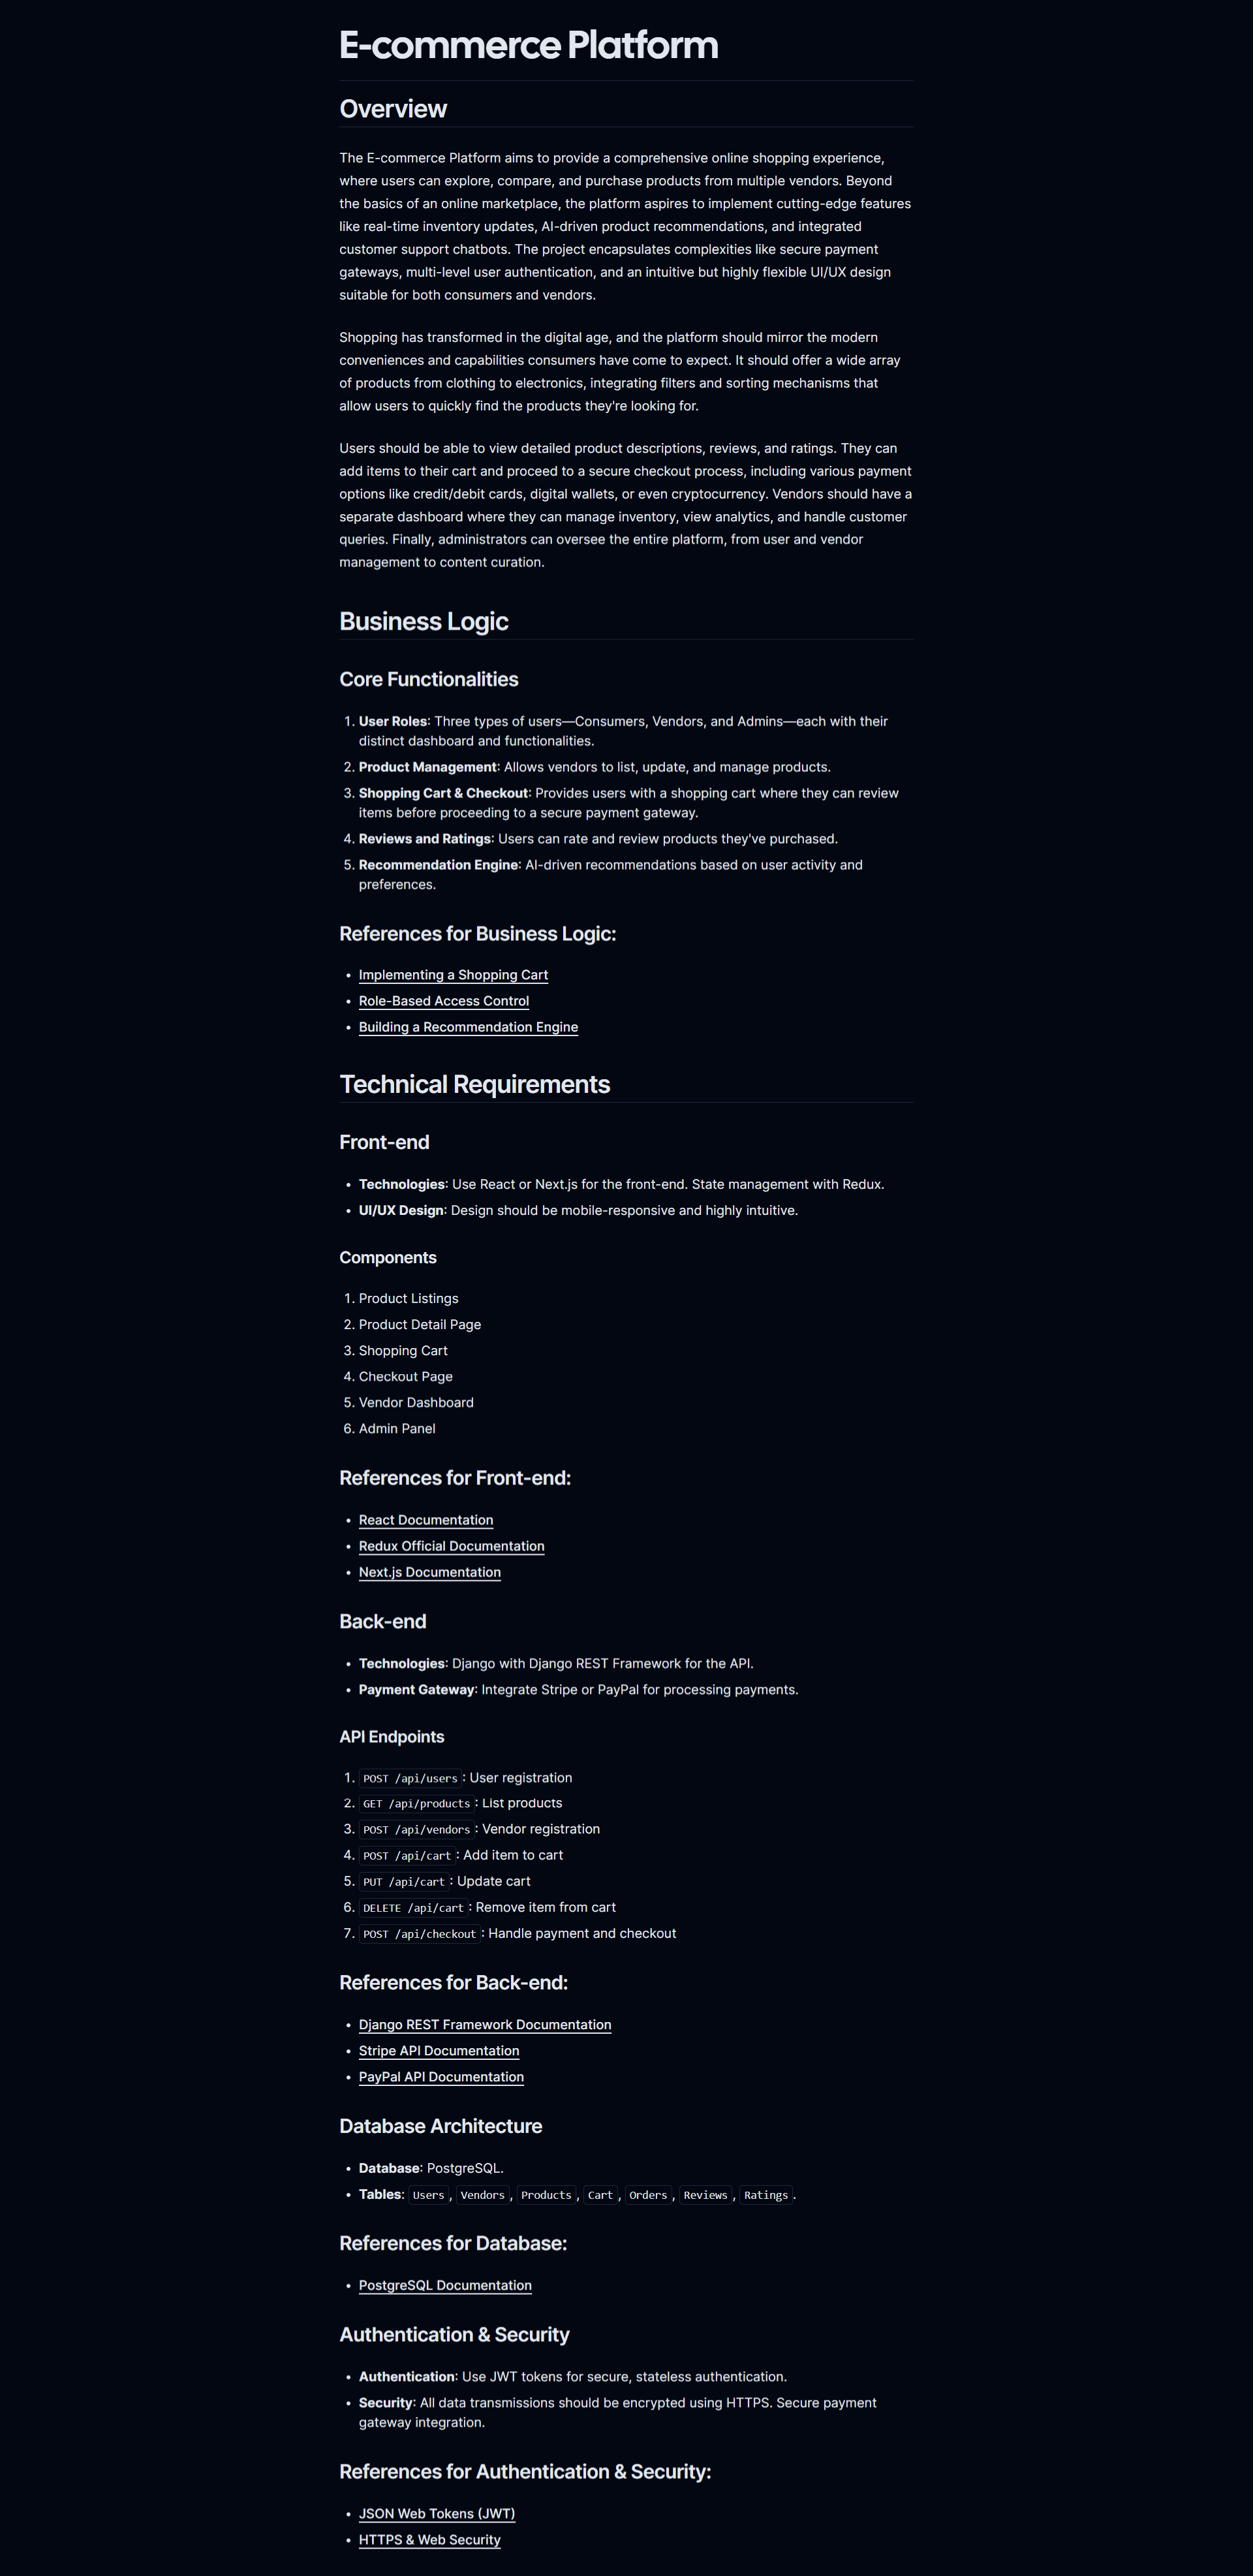 E-commerce Platform
Overview
The E-commerce Platform aims to provide a comprehensive online shopping experience,
where users can explore, compare, and purchase products from multiple vendors. Beyond
the basics of an online marketplace, the platform aspires to implement cutting-edge features
like real-time inventory updates, AI-driven product recommendations, and integrated
customer support chatbots. The project encapsulates complexities like secure payment
gateways, multi-level user authentication, and an intuitive but highly flexible UI/UX design
suitable for both consumers and vendors.
Shopping has transformed in the digital age, and the platform should mirror the modern
conveniences and capabilities consumers have come to expect. It should offer a wide array
of products from clothing to electronics, integrating filters and sorting mechanisms that
allow users to quickly find the products they're looking for.
Users should be able to view detailed product descriptions, reviews, and ratings. They can
add items to their cart and proceed to a secure checkout process, including various payment
options like credit/debit cards, digital wallets, or even cryptocurrency. Vendors should have a
separate dashboard where they can manage inventory, view analytics, and handle customer
queries. Finally, administrators can oversee the entire platform, from user and vendor
management to content curation.
Business Logic
Core Functionalities
1. User Roles: Three types of users—Consumers, Vendors, and Admins—each with their
distinct dashboard and functionalities.
2. Product Management: Allows vendors to list, update, and manage products.
3. Shopping Cart & Checkout: Provides users with a shopping cart where they can review
items before proceeding to a secure payment gateway.
4. Reviews and Ratings: Users can rate and review products they've purchased.
5. Recommendation Engine: AI-driven recommendations based on user activity and
preferences.
References for Business Logic:
• Implementing a Shopping Cart
• Role-Based Access Control
• Building a Recommendation Engine
Technical Requirements
Front-end
• Technologies: Use React or Next.js for the front-end. State management with Redux.
• UI/UX Design: Design should be mobile-responsive and highly intuitive.
Components
1. Product Listings
2. Product Detail Page
3. Shopping Cart
4. Checkout Page
5. Vendor Dashboard
6. Admin Panel
References for Front-end:
• React Documentation
• Redux Official Documentation
• Next.js Documentation
Back-end
• Technologies: Django with Django REST Framework for the API.
• Payment Gateway: Integrate Stripe or PayPal for processing payments.
API Endpoints
1. POST /api/users: User registration
2. GET /api/products: List products
3. POST /api/vendors: Vendor registration
4. POST /api/cart: Add item to cart
5. PUT /api/cart: Update cart
6. DELETE /api/cart: Remove item from cart
7. POST /api/checkout: Handle payment and checkout
References for Back-end:
• Django REST Framework Documentation
• Stripe API Documentation
• PayPal API Documentation
Database Architecture
• Database: PostgreSQL.
• Tables: Users, Vendors, Products, Cart, Orders, Reviews, Ratings.
References for Database:
• PostgreSQL Documentation
Authentication & Security
• Authentication: Use JWT tokens for secure, stateless authentication.
• Security: All data transmissions should be encrypted using HTTPS. Secure payment
gateway integration.
References for Authentication & Security:
• JSON Web Tokens (JWT)
• HTTPS & Web Security